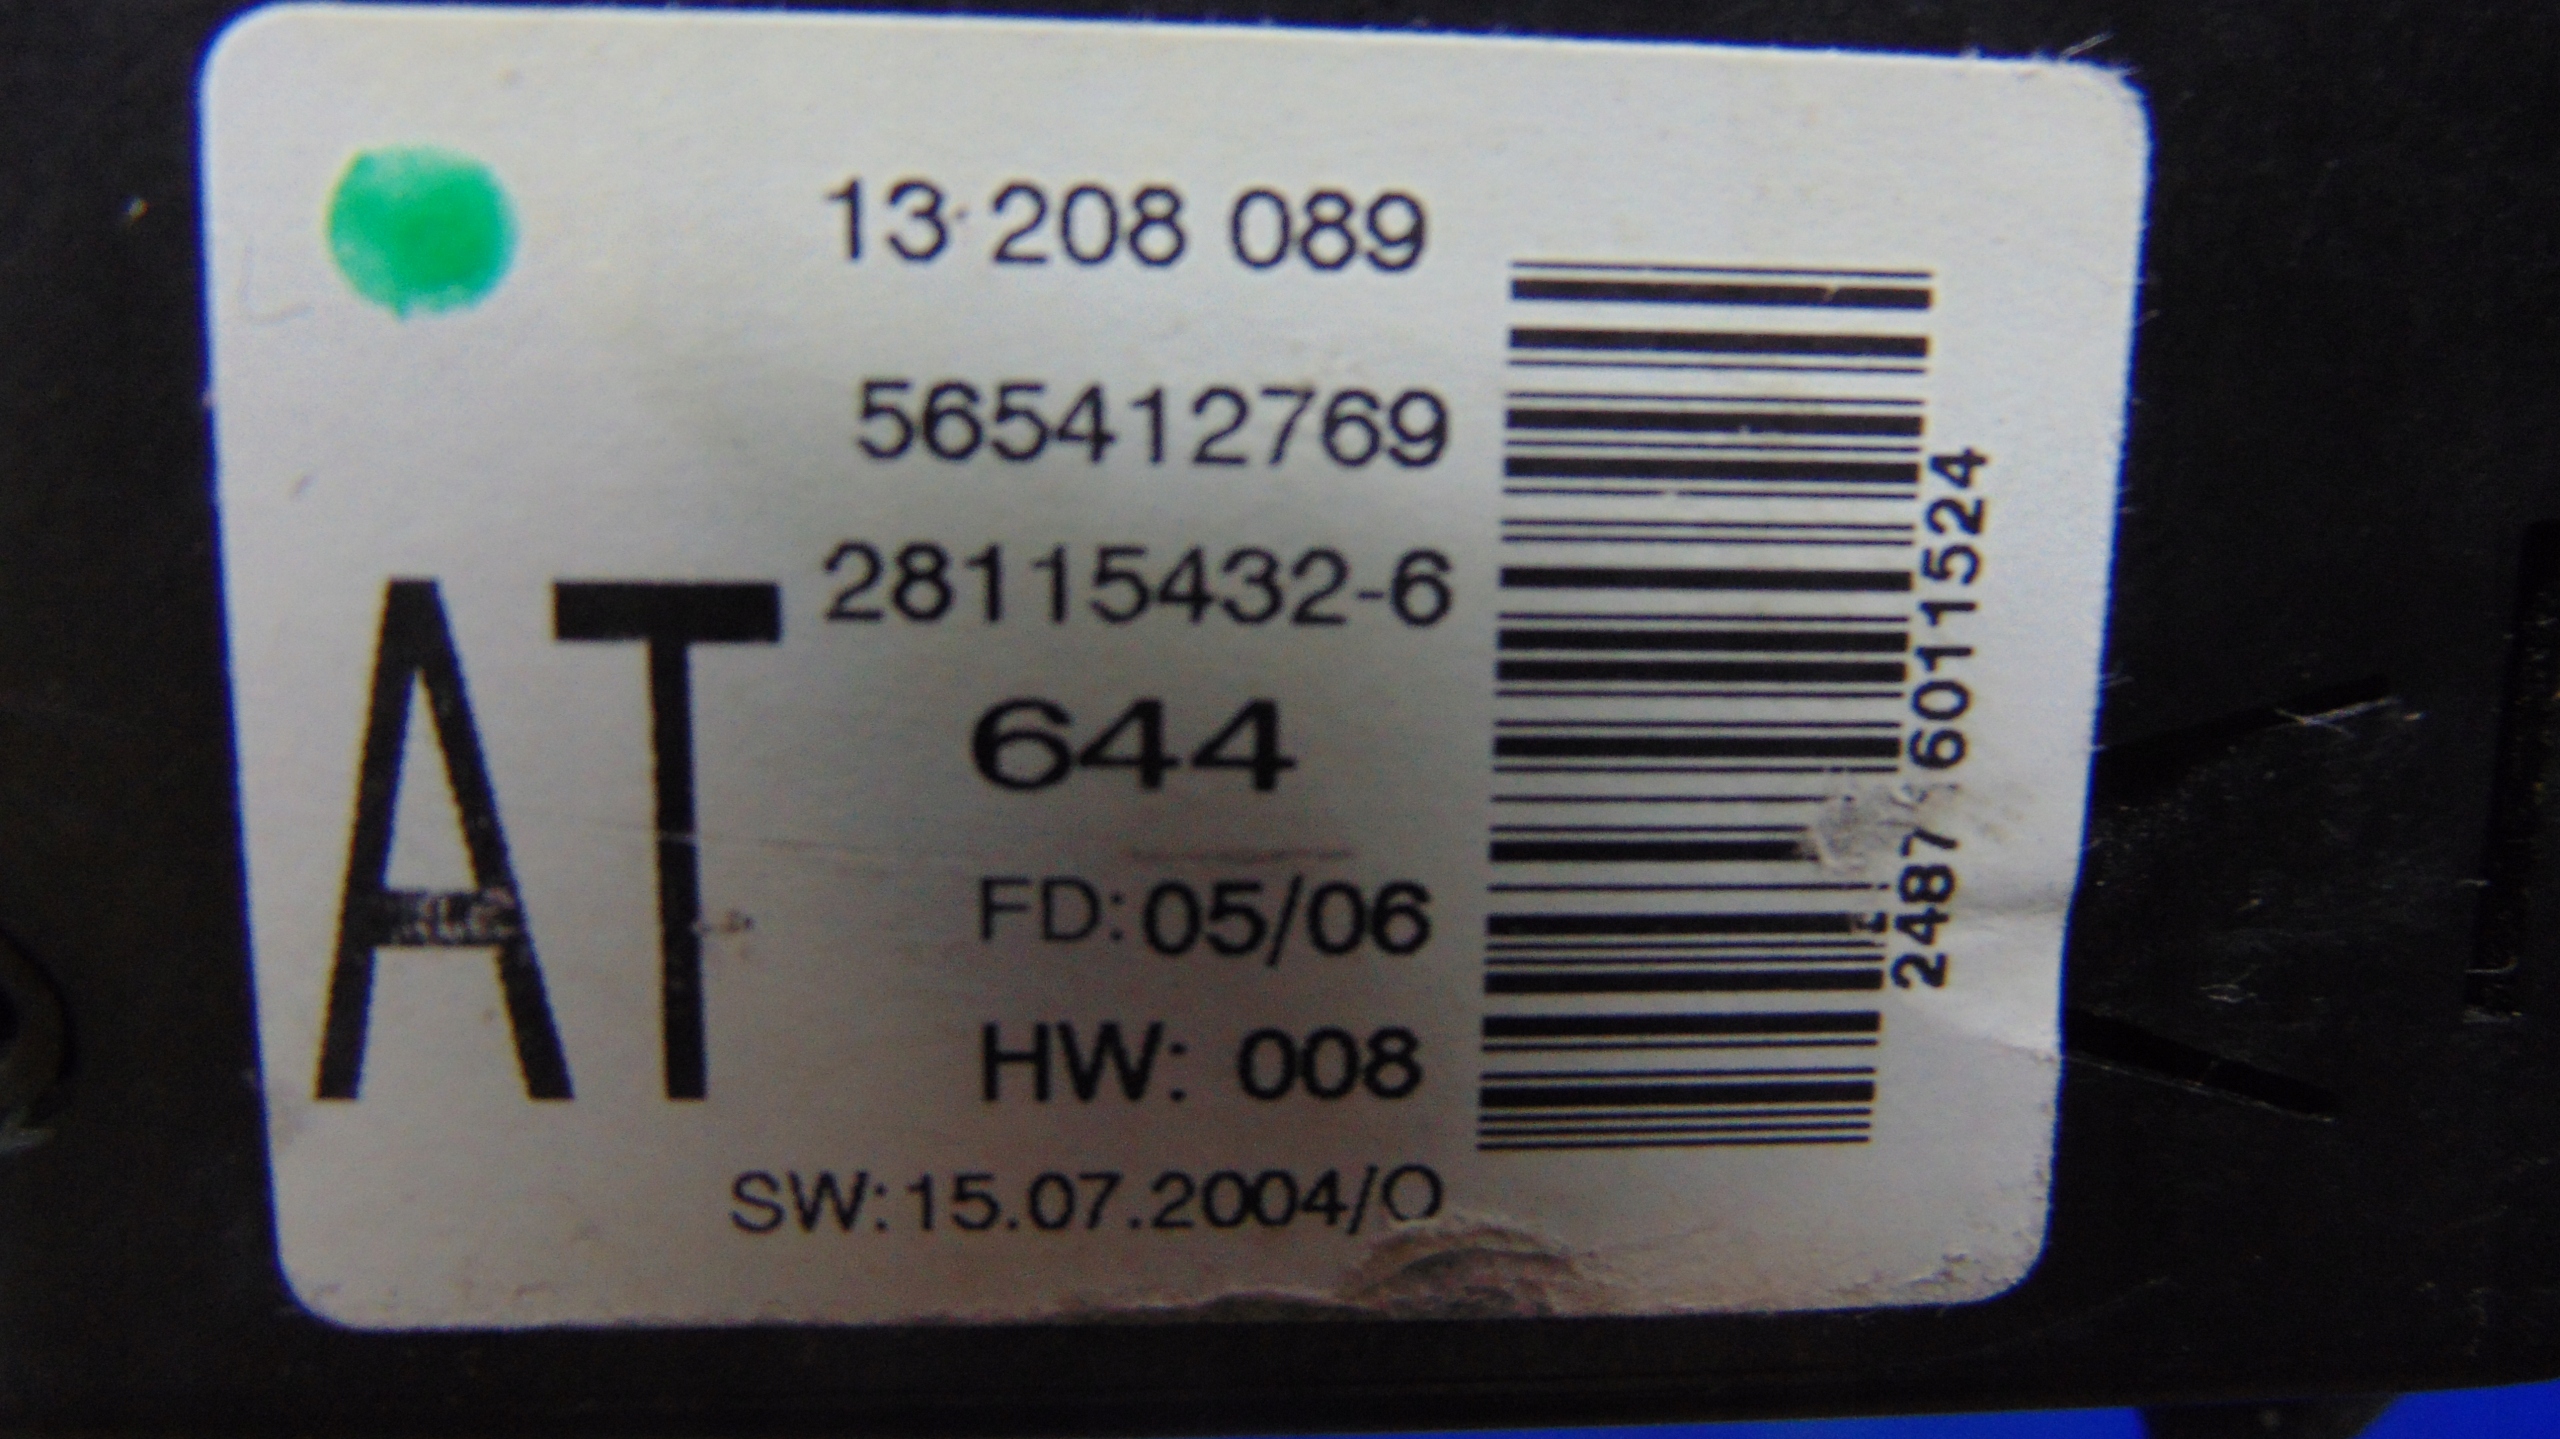 13 208 089
565412769
AT
28115432-6
644
FD: 05/06
HW: 008
SW: 15.07.2004/O
2487 6011524